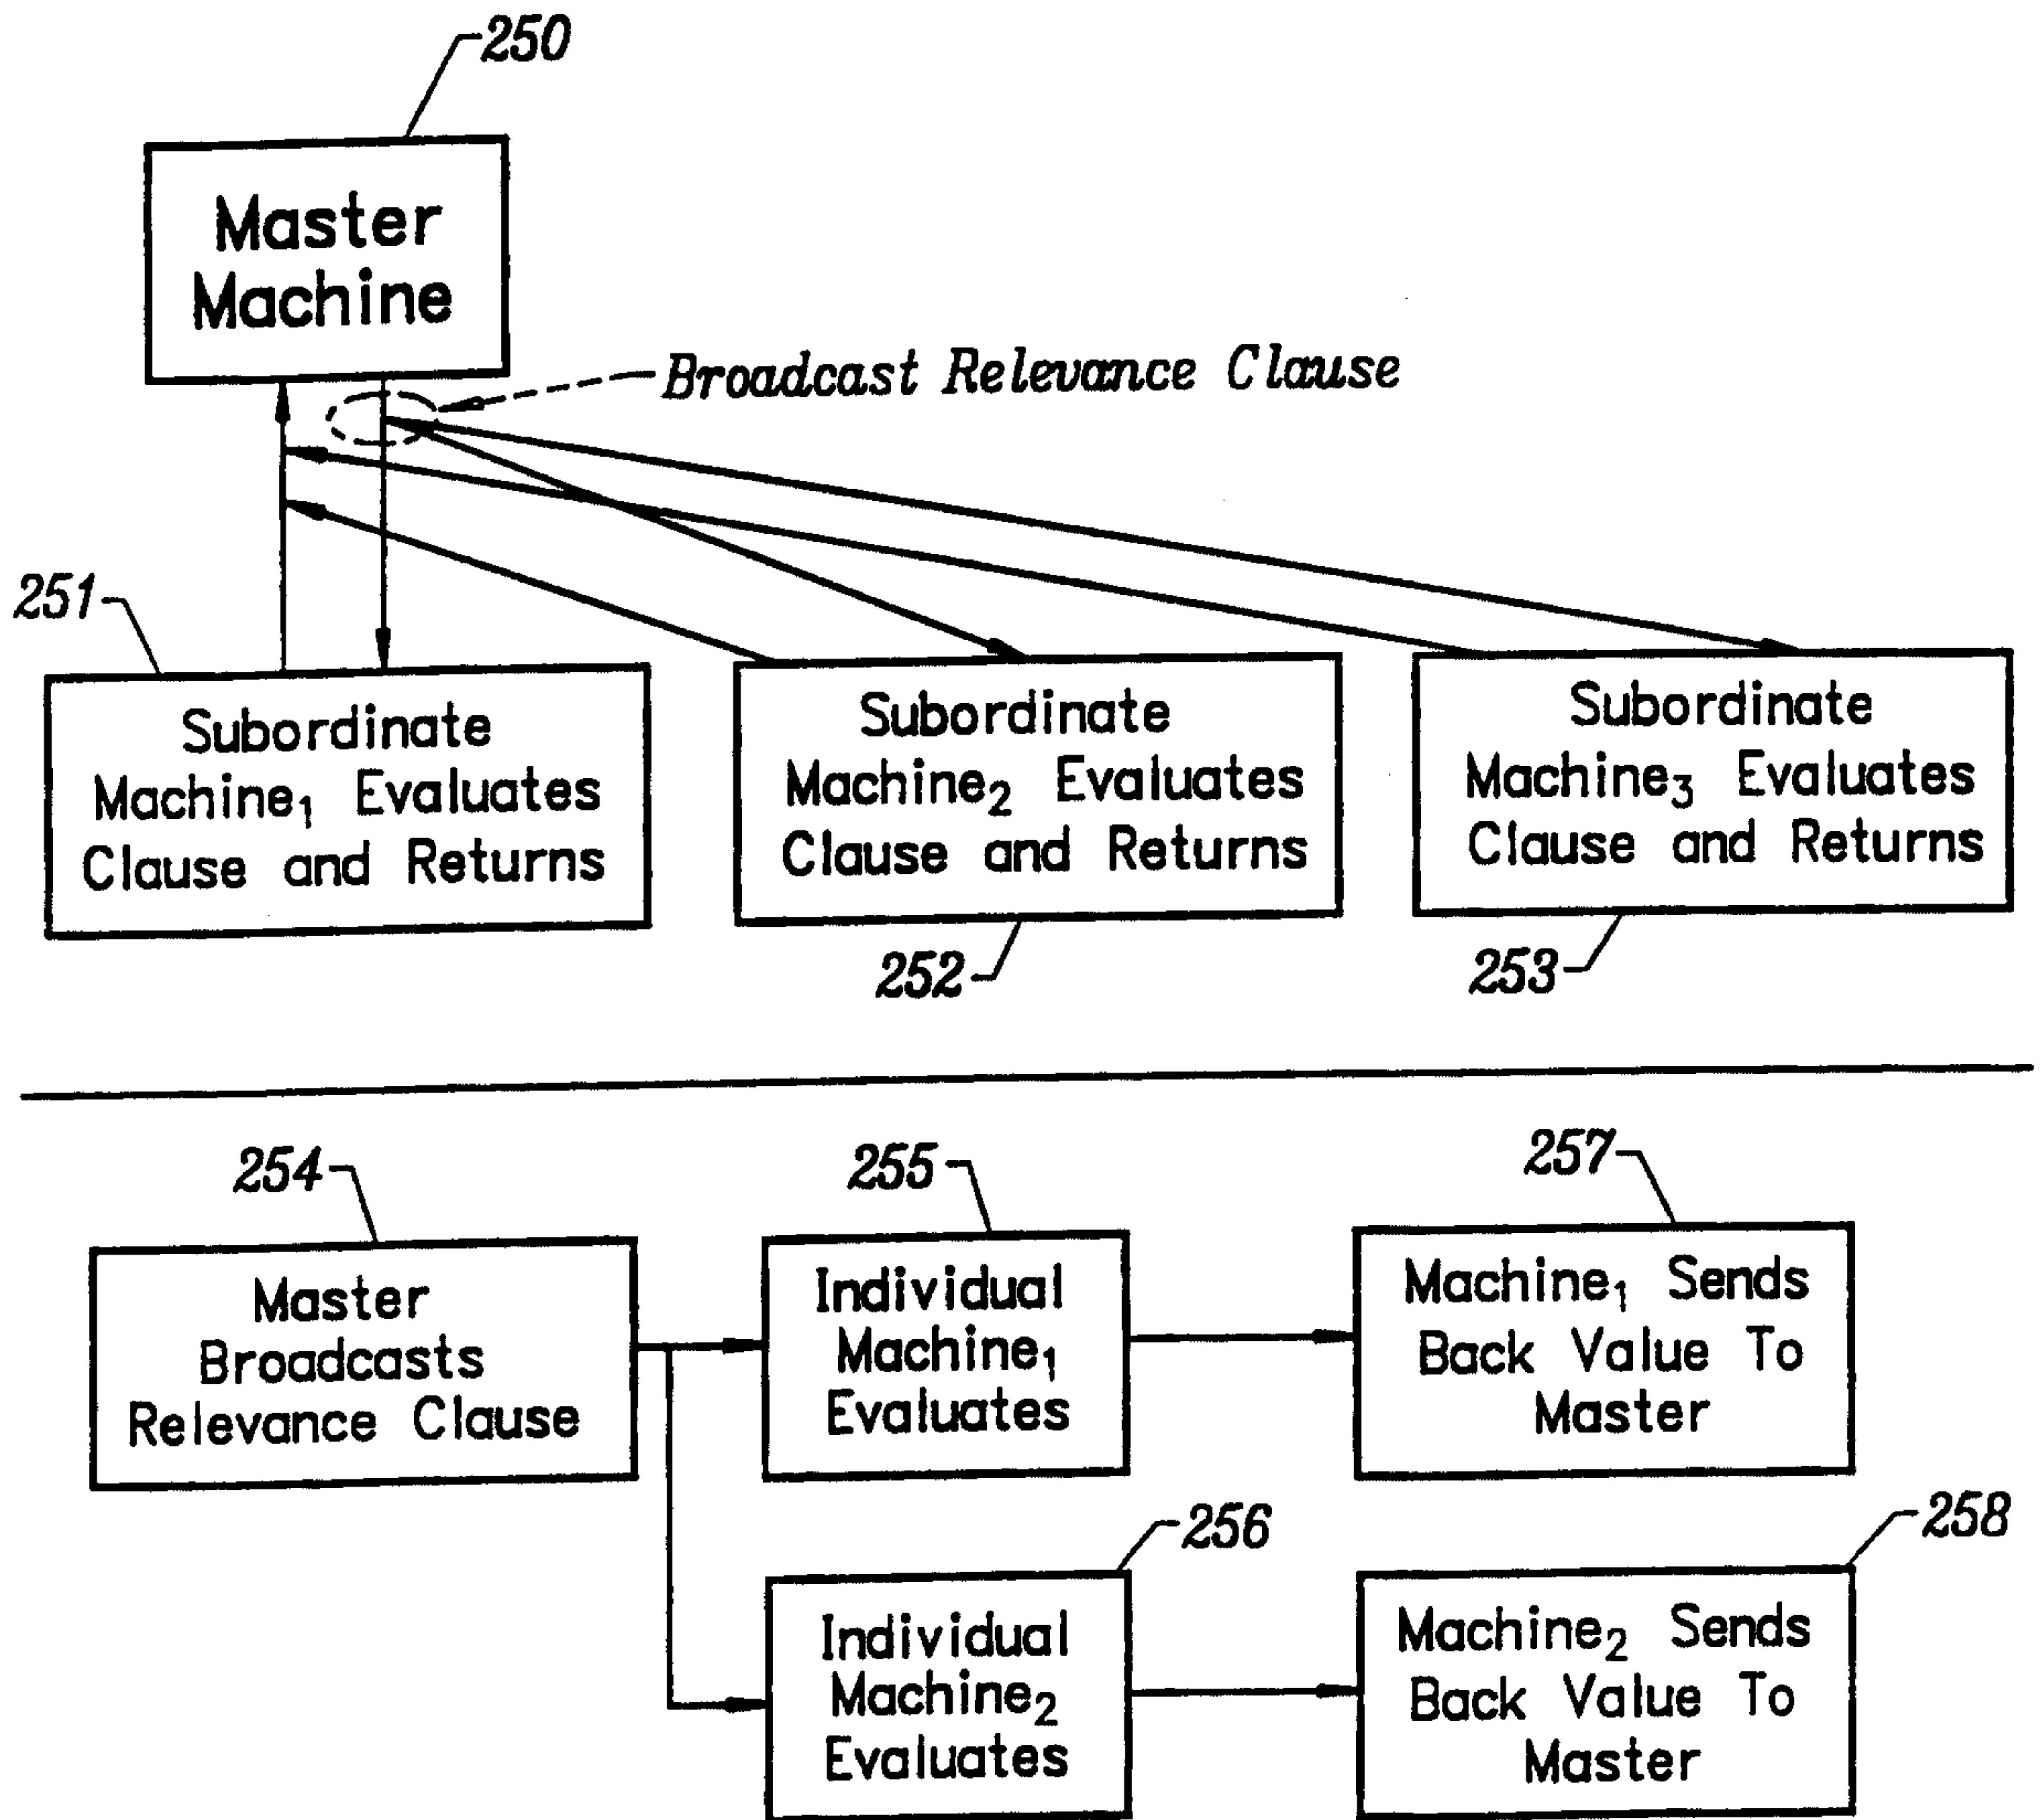 250
Master
Machine
Broadcast Relevance Clause
251
Subordinate
Machine₁ Evaluates
Clause and Returns
Subordinate
Machine₂ Evaluates
Clause and Returns
252
Subordinate
Machine₃ Evaluates
Clause and Returns
253
254
Master
Broadcasts
Relevance Clause
255
Individual
Machine₁
Evaluates
257
Machine₁ Sends
Back Value To
Master
256
Individual
Machine₂
Evaluates
258
Machine₂ Sends
Back Value To
Master